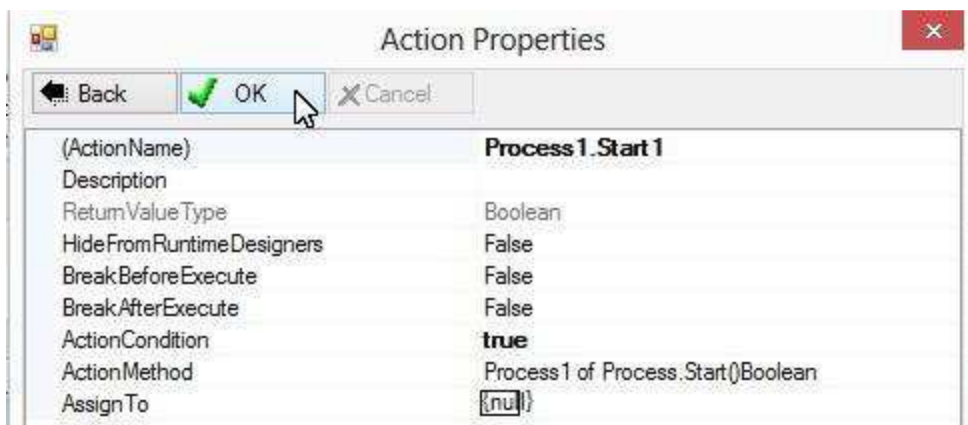 Action Properties
Back OK Cancel
(ActionName) Process1.Start1
Description
ReturnValueType Boolean
HideFromRuntimeDesigners False
BreakBeforeExecute False
BreakAfterExecute False
ActionCondition true
ActionMethod Process1 of Process.Start()Boolean
AssignTo {null}